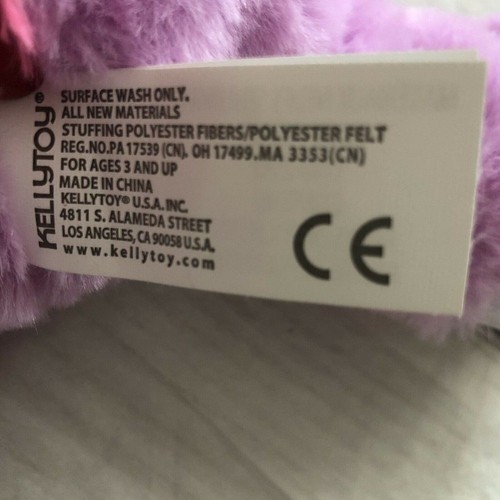 KELLYTOY®
SURFACE WASH ONLY.
ALL NEW MATERIALS
STUFFING POLYESTER FIBERS/POLYESTER FELT
REG.NO.PA 17539 (CN). OH 17499.MA 3353(CN)
FOR AGES 3 AND UP
MADE IN CHINA
KELLYTOY® U.S.A.INC.
4811 S. ALAMEDA STREET
LOS ANGELES, CA 90058 U.S.A.
www.kellytoy.com
CE